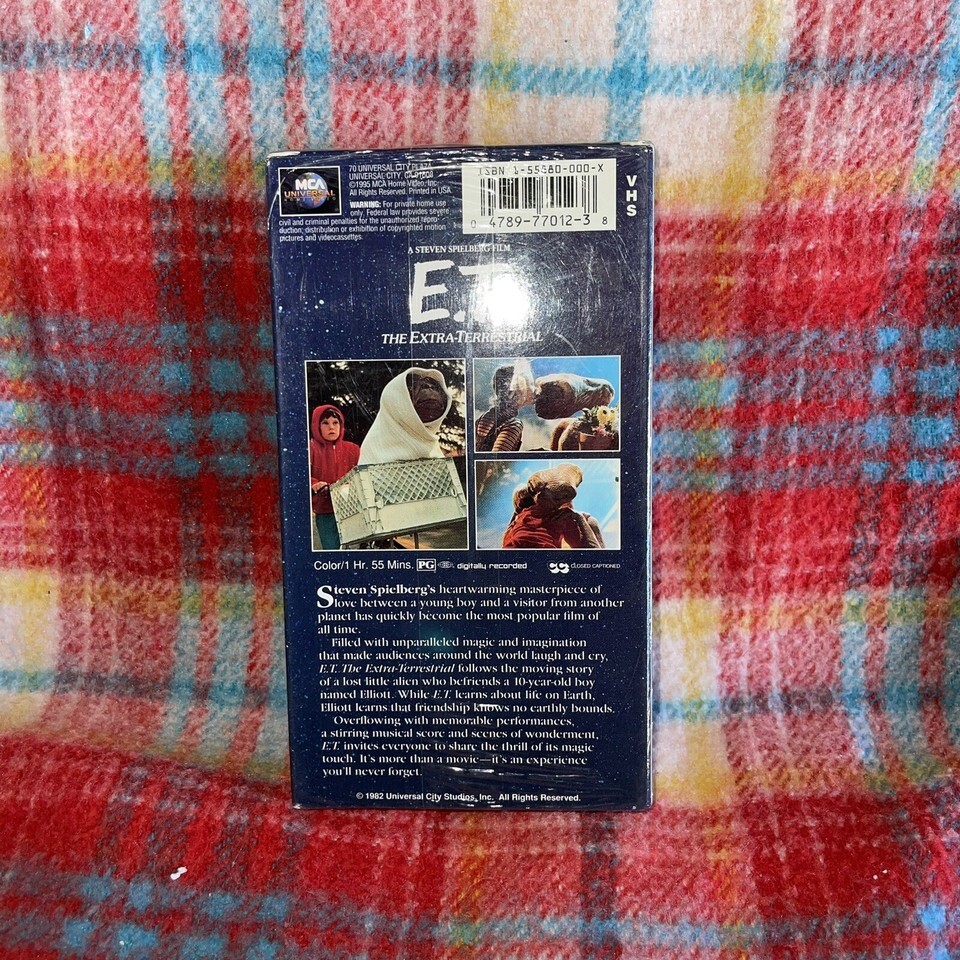 MCA
UNIVERSAL
70 UNIVERSAL CITY PLAZA
UNIVERSAL CITY, CA 91608
©1995 MCA Home Video, Inc.
All Rights Reserved. Printed in USA.
WARNING: For private home use
only. Federal law provides severe
civil and criminal penalties for the unauthorized repro-
duction, distribution or exhibition of copyrighted motion
pictures and videocassettes.
ISBN 1-55880-000-X
0 4789-77012-3 8
VHS
A STEVEN SPIELBERG FILM
E.T.
THE EXTRA-TERRESTRIAL
Color/1 Hr. 55 Mins. PG digitally recorded CLOSED CAPTIONED
Steven Spielberg's heartwarming masterpiece of
love between a young boy and a visitor from another
planet has quickly become the most popular film of
all time.
Filled with unparalleled magic and imagination
that made audiences around the world laugh and cry,
E.T. The Extra-Terrestrial follows the moving story
of a lost little alien who befriends a 10-year-old boy
named Elliott. While E.T. learns about life on Earth,
Elliott learns that friendship knows no earthly bounds.
Overflowing with memorable performances,
a stirring musical score and scenes of wonderment,
E.T. invites everyone to share the thrill of its magic
touch. It's more than a movie—it's an experience
you'll never forget.
© 1982 Universal City Studios, Inc. All Rights Reserved.